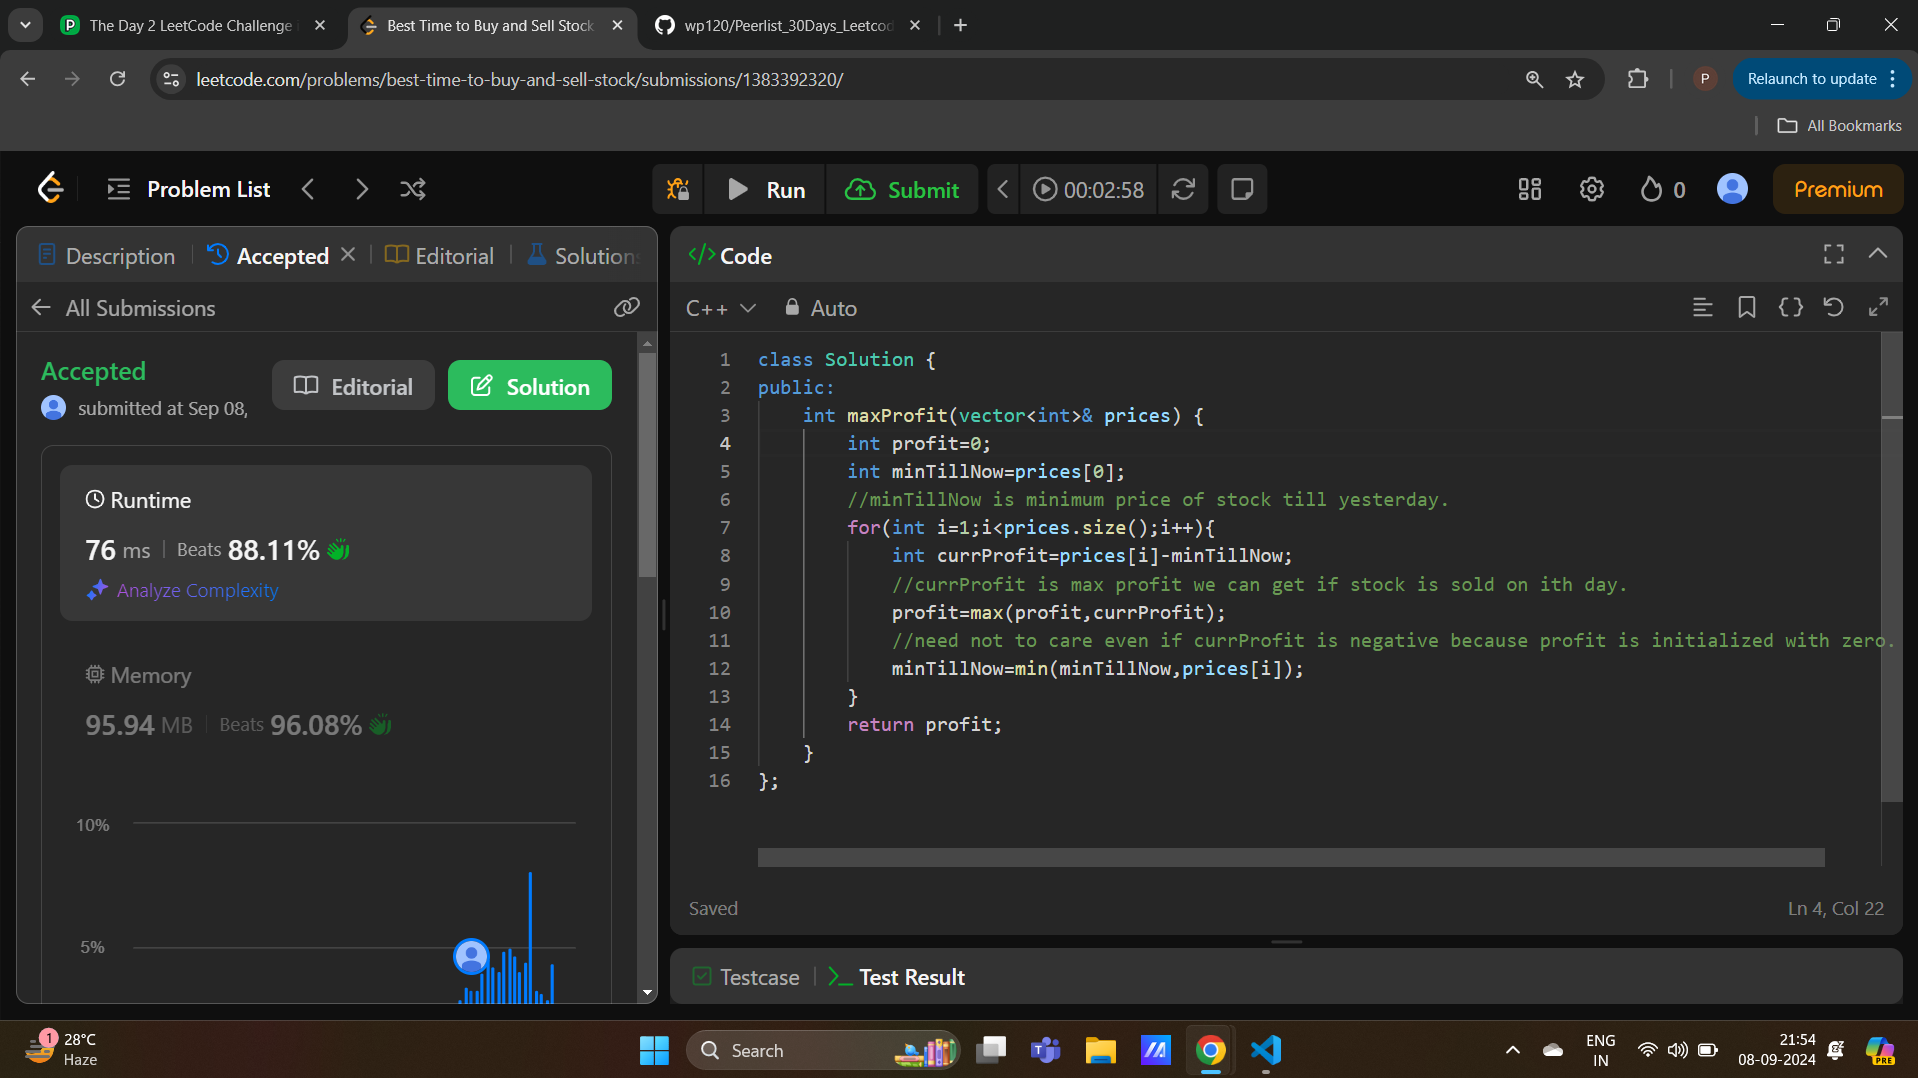 The Day 2 LeetCode Challenge
Best Time to Buy and Sell Stock
wp120/Peerlist_30Days_Leetcod
leetcode.com/problems/best-time-to-buy-and-sell-stock/submissions/1383392320/
P
Relaunch to update
All Bookmarks
Problem List
Run
Submit
00:02:58
0
Premium
Description
Accepted
Editorial
Solutions
All Submissions
Accepted
submitted at Sep 08,
Editorial
Solution
Runtime
76 ms
Beats 88.11%
Analyze Complexity
Memory
95.94 MB
Beats 96.08%
10%
5%
</> Code
C++
Auto
1 class Solution {
2 public:
3 int maxProfit(vector<int>& prices) {
4 int profit=0;
5 int minTillNow=prices[0];
6 //minTillNow is minimum price of stock till yesterday.
7 for(int i=1;i<prices.size();i++){
8 int currProfit=prices[i]-minTillNow;
9 //currProfit is max profit we can get if stock is sold on ith day.
10 profit=max(profit,currProfit);
11 //need not to care even if currProfit is negative because profit is initialized with zero.
12 minTillNow=min(minTillNow,prices[i]);
13 }
14 return profit;
15 }
16 };
Saved
Ln 4, Col 22
Testcase
Test Result
1
28°C
Haze
Search
ENG
IN
21:54
08-09-2024
PRE